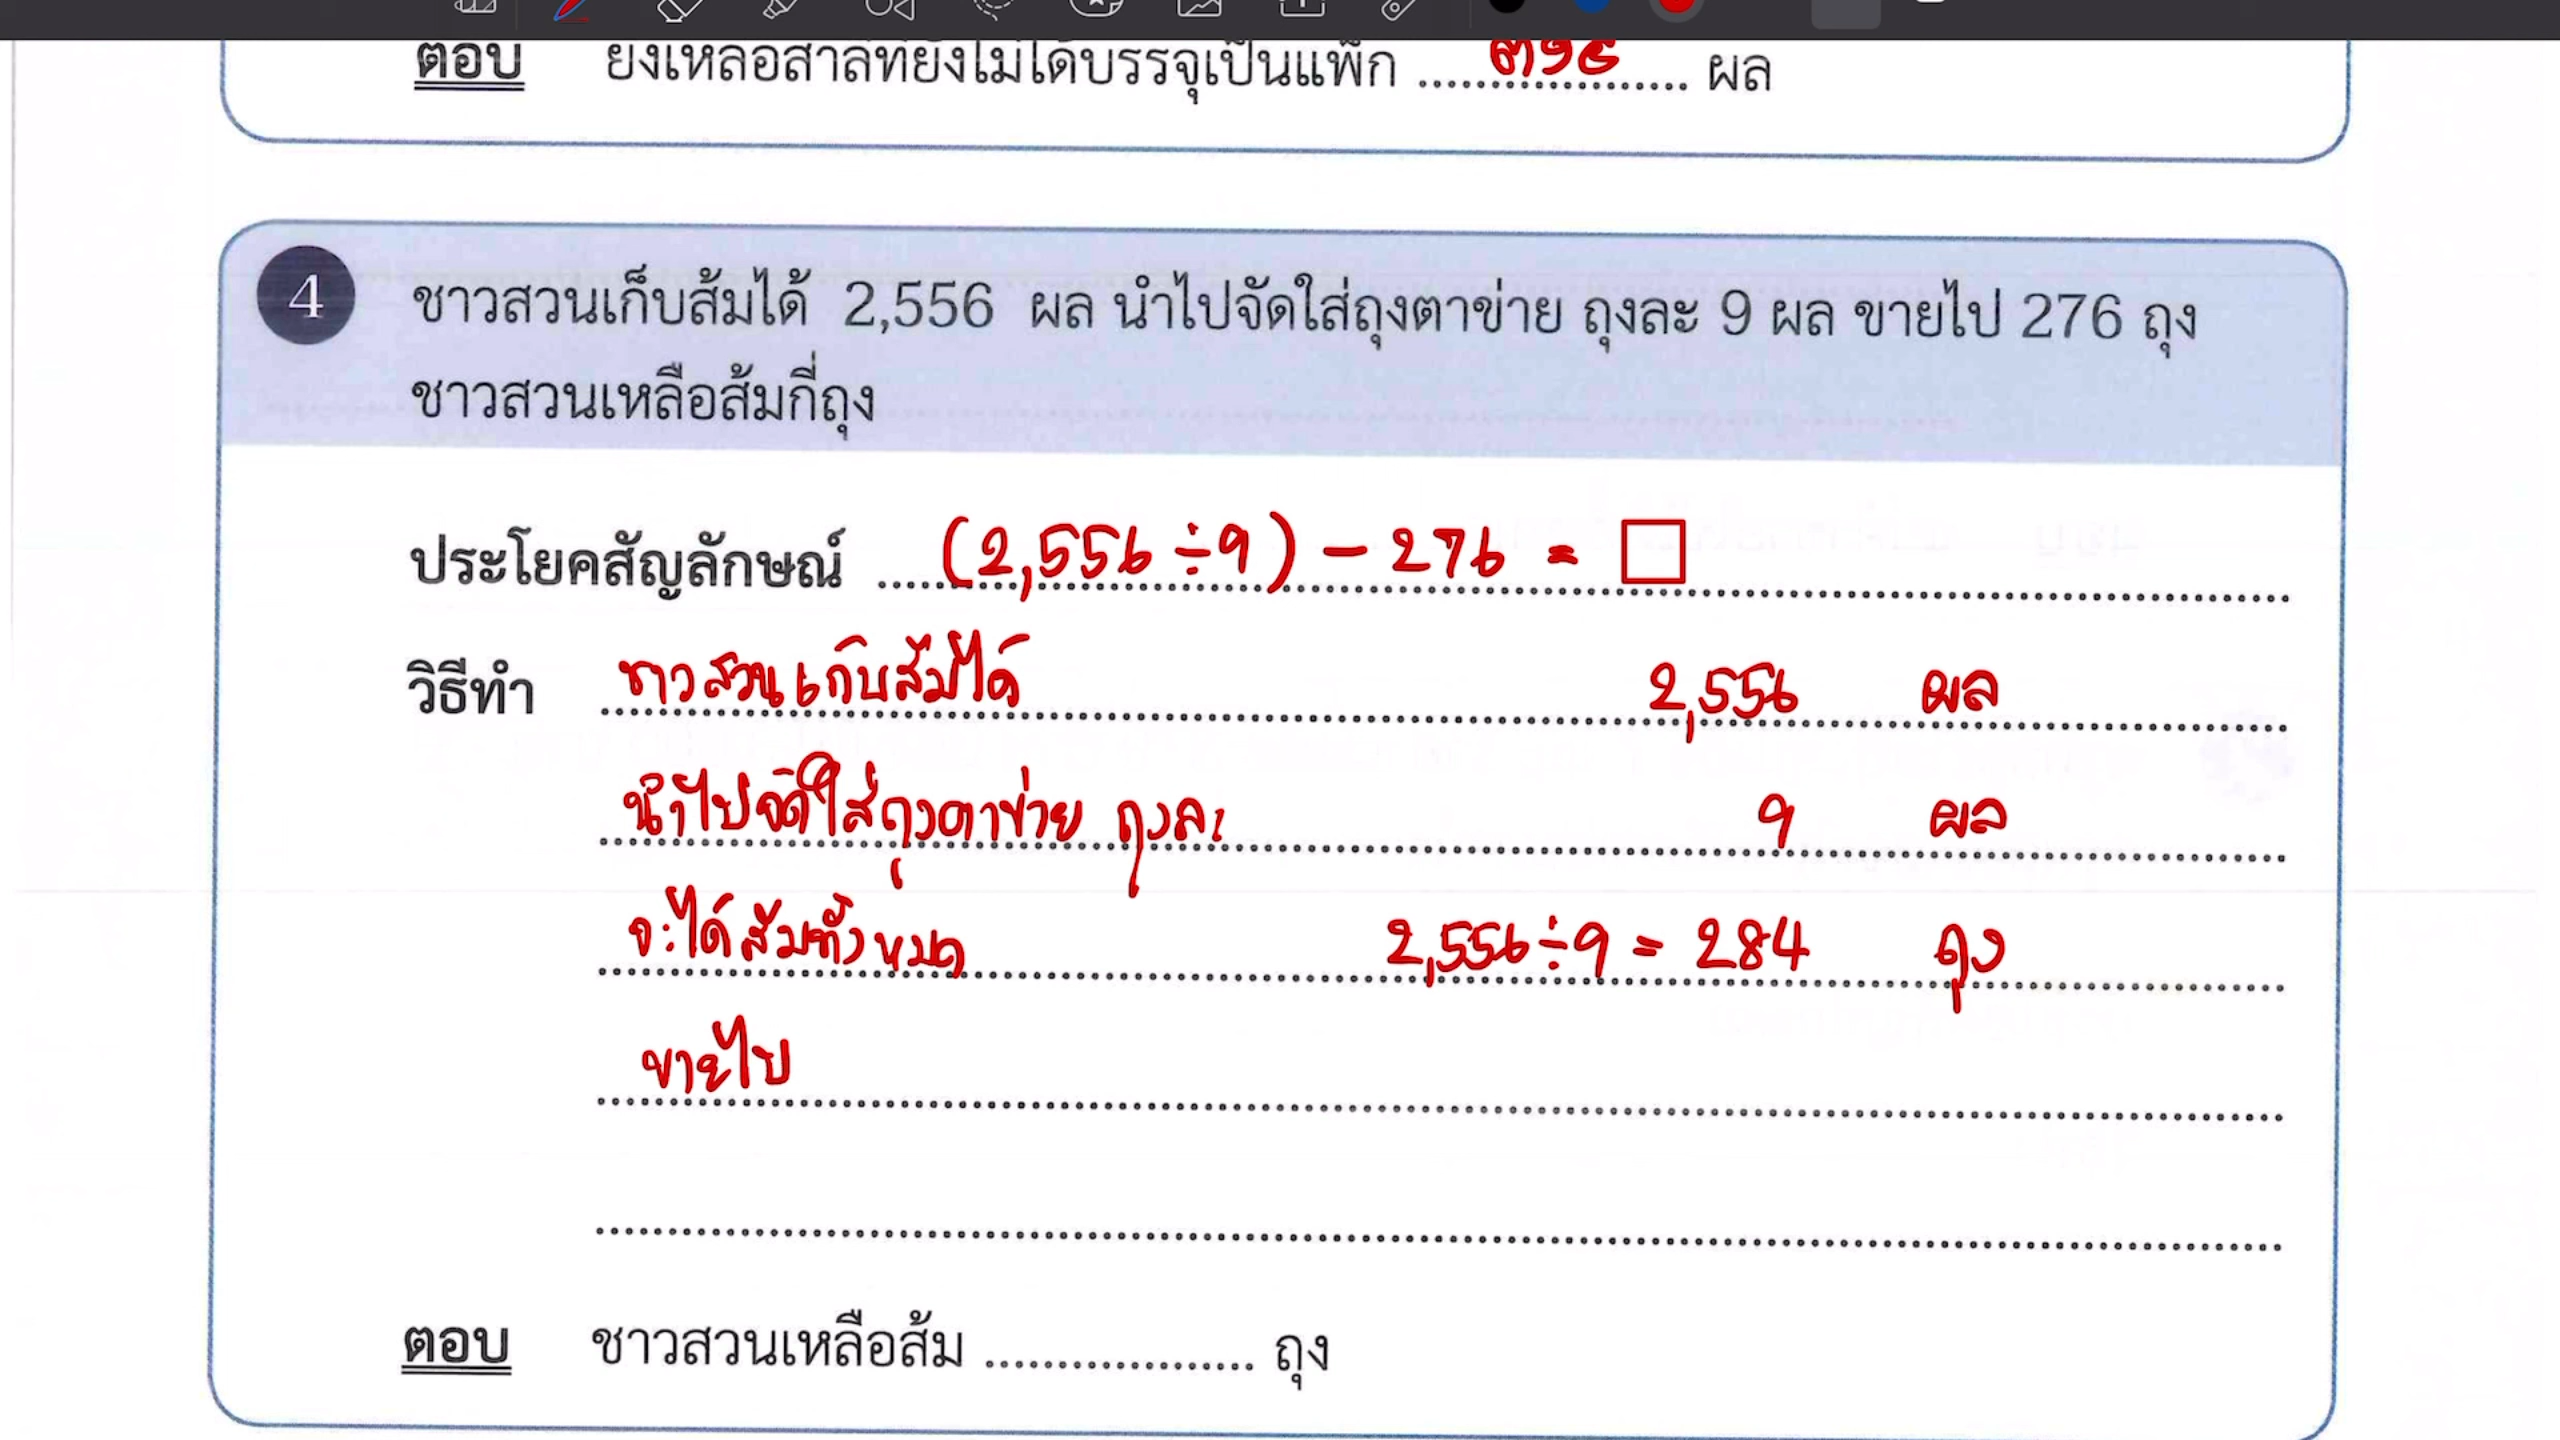 ตอบ ยังเหลือสาลี่ที่ยังไม่ได้บรรจุเป็นแพ็ก .................... ผล
4 ชาวสวนเก็บส้มได้ 2,556 ผล นำไปจัดใส่ถุงตาข่าย ถุงละ 9 ผล ขายไป 276 ถุง
ชาวสวนเหลือส้มกี่ถุง
ประโยคสัญลักษณ์ (2,556 ÷ 9) - 276 = □
วิธีทำ ชาวสวนเก็บส้มได้ 2,556 ผล
นำไปจัดใส่ถุงตาข่าย ถุงละ 9 ผล
จะได้ส้มทั้งหมด 2,556 ÷ 9 = 284 ถุง
ขายไป
ตอบ ชาวสวนเหลือส้ม .................... ถุง